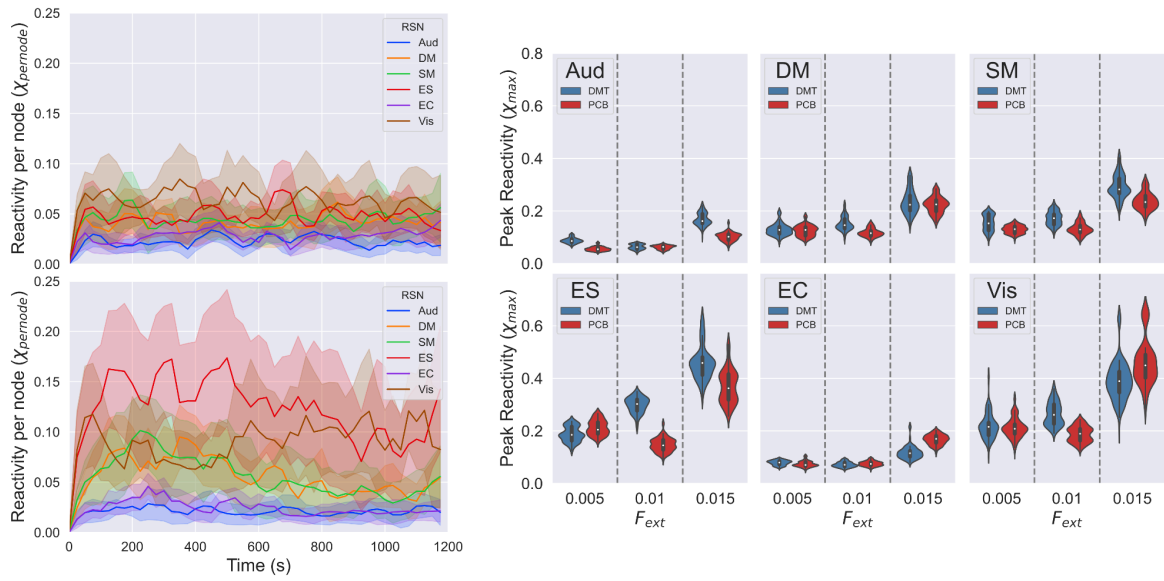 Reactivity per node (χpernode)
0.25
0.20
0.15
0.10
0.05
0.00
RSN
Aud
DM
SM
ES
EC
Vis
Reactivity per node (χpernode)
0.25
0.20
0.15
0.10
0.05
0.00
RSN
Aud
DM
SM
ES
EC
Vis
0 200 400 600 800 1000 1200
Time (s)
Peak Reactivity (χmax)
0.8
0.6
0.4
0.2
0.0
Aud
DMT
PCB
DM
DMT
PCB
SM
DMT
PCB
Peak Reactivity (χmax)
0.6
0.4
0.2
0.0
ES
DMT
PCB
EC
DMT
PCB
Vis
DMT
PCB
0.005 0.01 0.015
Fext
0.005 0.01 0.015
Fext
0.005 0.01 0.015
Fext